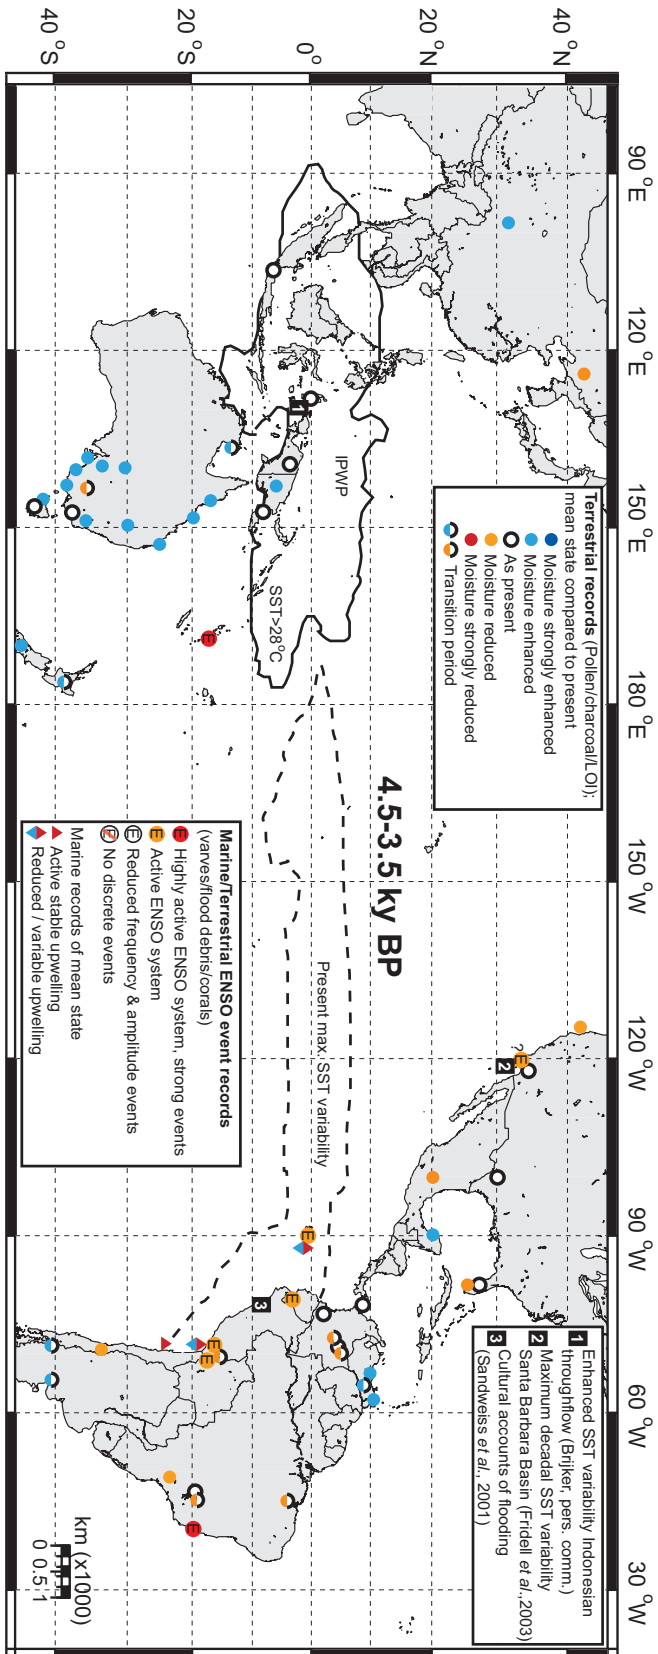 90 °E
120 °E
150 °E
180 °E
150 °W
120 °W
90 °W
60 °W
30 °W
40 °N
20 °N
0°
20 °S
40 °S
Terrestrial records (Pollen/charcoal/LOI);
mean state compared to present
Moisture strongly enhanced
Moisture enhanced
As present
Moisture reduced
Moisture strongly reduced
Transition period
4.5-3.5 ky BP
1 Enhanced SST variability Indonesian
throughflow (Brijker, pers. comm.)
2 Maximum decadal SST variability
Santa Barbara Basin (Fridell et al.,2003)
3 Cultural accounts of flooding
(Sandweiss et al., 2001)
IPWP
SST>28°C
Present max. SST variability
1
2
3
?
E
E
E
E
E
E
E
Marine/Terrestrial ENSO event records
(varves/flood debris/corals)
E Highly active ENSO system, strong events
E Active ENSO system
E Reduced frequency & amplitude events
E No discrete events
Marine records of mean state
Active stable upwelling
Reduced / variable upwelling
km (x1000)
0 0.5 1